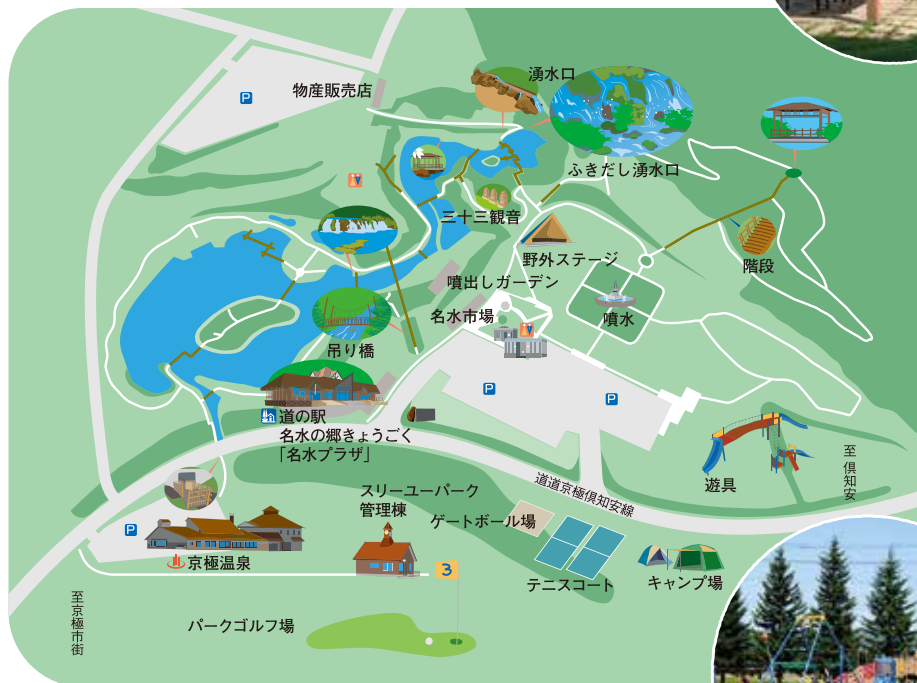 湧水口
物産販売店
P
ふきだし湧水口
三十三観音
野外ステージ
階段
噴出しガーデン
名水市場
噴水
吊り橋
P
P
道の駅
名水の郷きょうごく
「名水プラザ」
遊具
至 倶知安
道道京極倶知安線
スリーユーパーク
管理棟
ゲートボール場
P
京極温泉
テニスコート
キャンプ場
3
至京極市街
パークゴルフ場